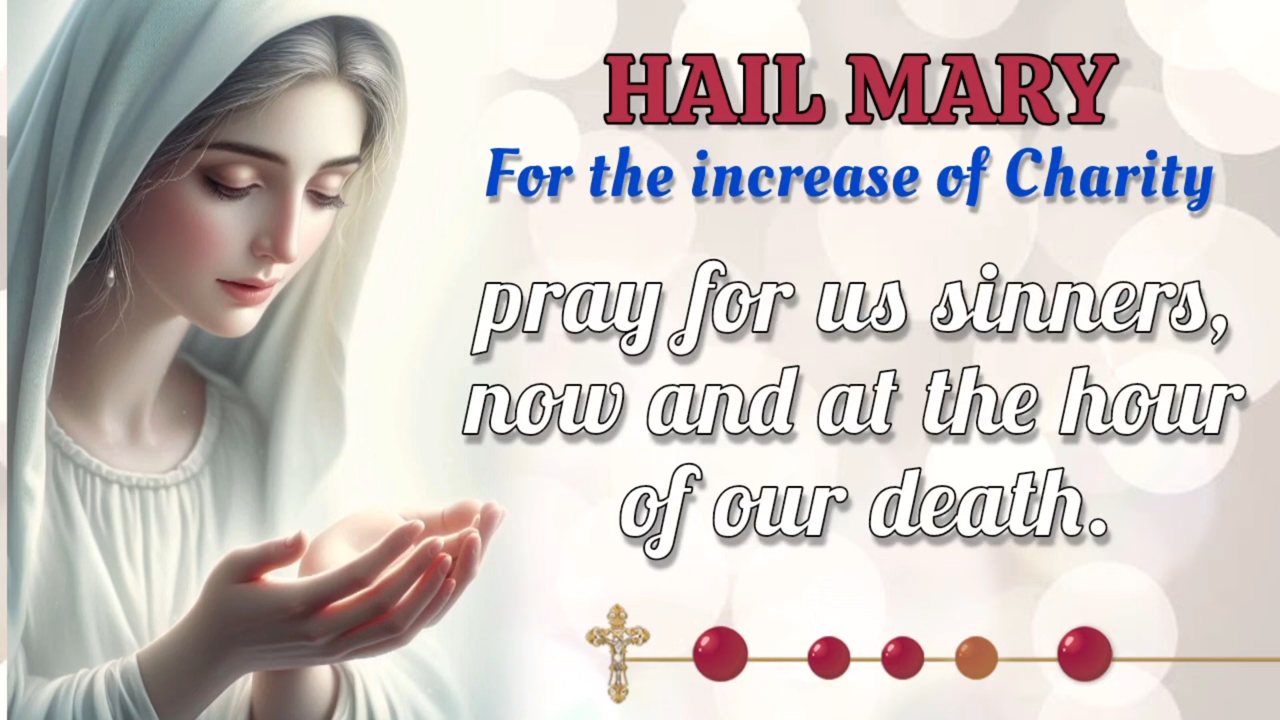 HAIL MARY
For the increase of Charity
pray for us sinners,
now and at the hour
of our death.